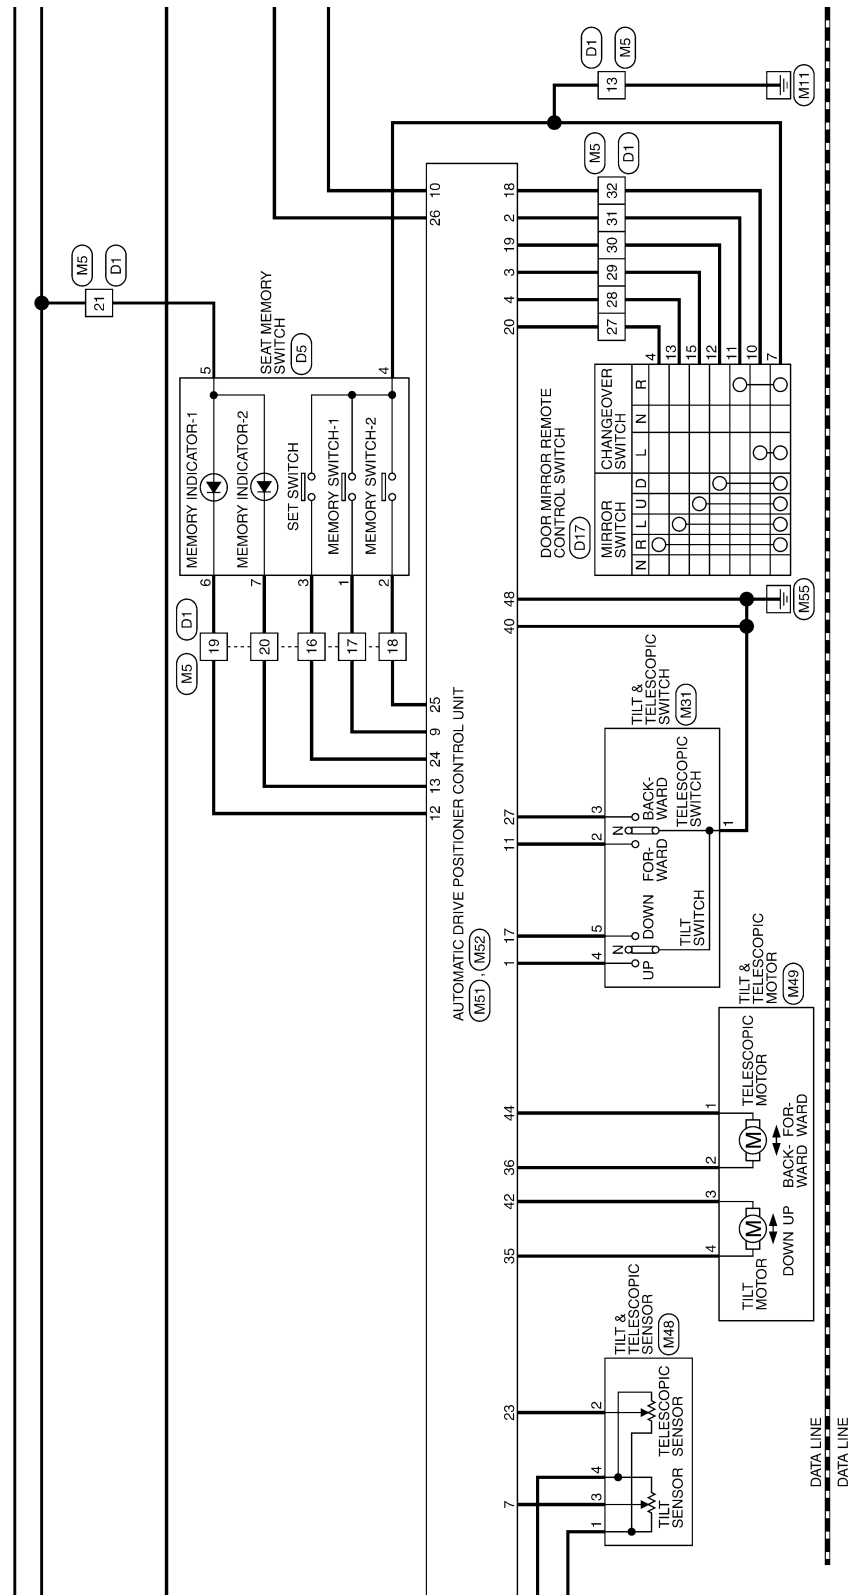 D1
M5
13
M11
M5
D1
10
26
18
2
19
3
4
20
32
31
30
29
28
27
M5
D1
21
SEAT MEMORY
SWITCH
D5
5
4
MEMORY INDICATOR-1
MEMORY INDICATOR-2
SET SWITCH
MEMORY SWITCH-1
MEMORY SWITCH-2
6
7
3
1
2
D1
M5
19
20
16
17
18
25
9
24
13
12
DOOR MIRROR REMOTE
CONTROL SWITCH
D17
4
13
15
12
11
10
7
CHANGEOVER
SWITCH
R
N
L
MIRROR
SWITCH
D
U
L
R
N
48
40
M55
AUTOMATIC DRIVE POSITIONER CONTROL UNIT
M51 , M52
TILT &
TELESCOPIC
SWITCH
M31
27
11
17
1
3
2
5
4
1
N
BACK-
WARD
FOR-
WARD
TELESCOPIC
SWITCH
N
DOWN
UP
TILT
SWITCH
TILT &
TELESCOPIC
MOTOR
M49
44
36
42
35
1
2
3
4
TELESCOPIC
MOTOR
M
BACK-
WARD
FOR-
WARD
M
DOWN UP
TILT
MOTOR
TILT &
TELESCOPIC
SENSOR
M48
23
7
2
4
3
1
TELESCOPIC
SENSOR
TILT
SENSOR
DATA LINE
DATA LINE